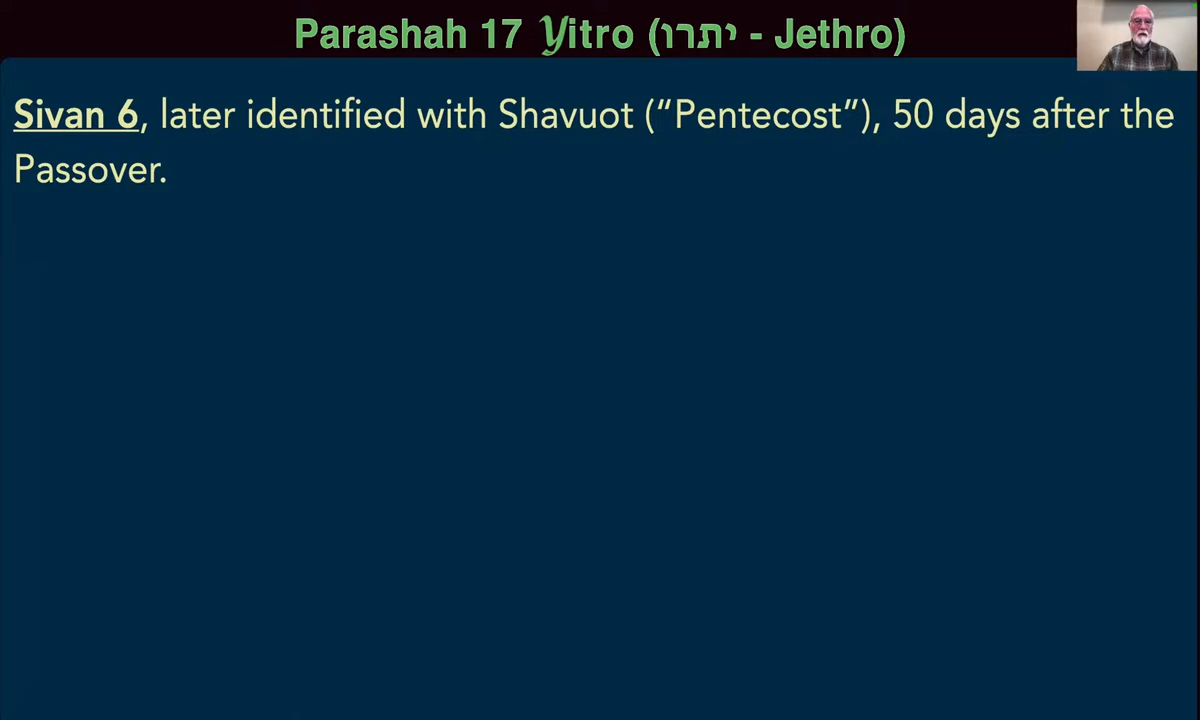 Parashah 17 Yitro (יתרו - Jethro)
Sivan 6, later identified with Shavuot (“Pentecost”), 50 days after the
Passover.